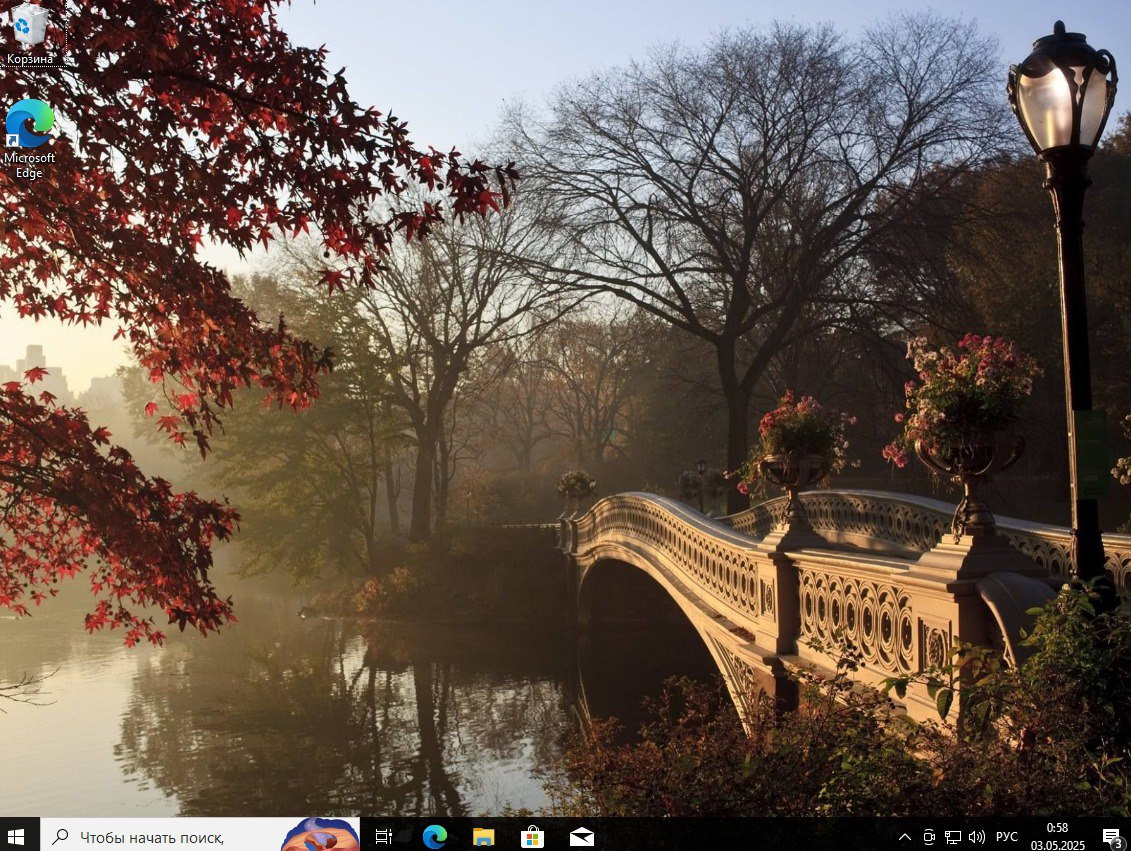 Корзина
Microsoft
Edge
Чтобы начать поиск,
РУС
0:58
03.05.2025
3